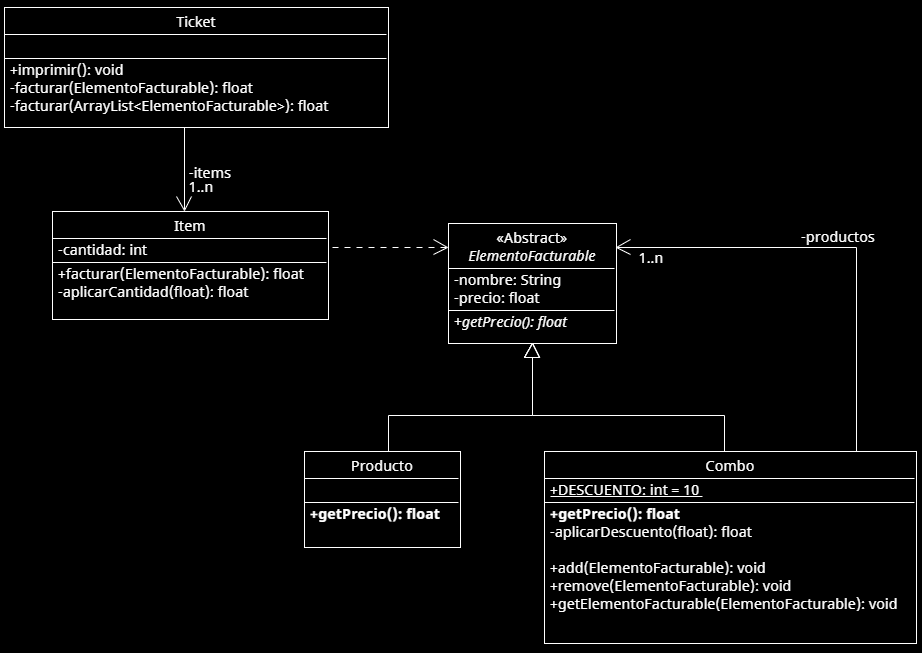 Ticket
+imprimir(): void
-facturar(ElementoFacturable): float
-facturar(ArrayList<ElementoFacturable>): float
-items
1..n
Item
-cantidad: int
+facturar(ElementoFacturable): float
-aplicarCantidad(float): float
«Abstract»
ElementoFacturable
-nombre: String
-precio: float
+getPrecio(): float
-productos
1..n
Producto
+getPrecio(): float
Combo
+DESCUENTO: int = 10
+getPrecio(): float
-aplicarDescuento(float): float
+add(ElementoFacturable): void
+remove(ElementoFacturable): void
+getElementoFacturable(ElementoFacturable): void